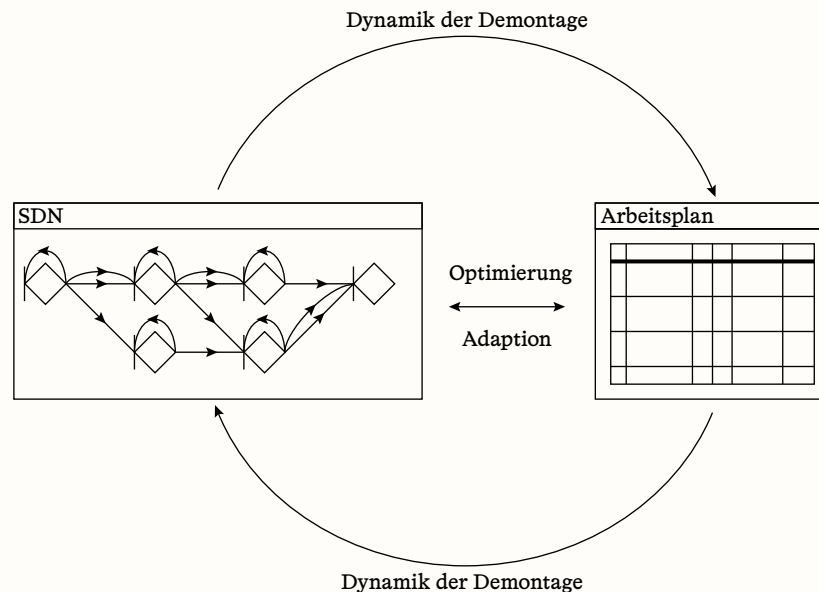 Dynamik der Demontage
SDN
Arbeitsplan
Optimierung
Adaption
Dynamik der Demontage